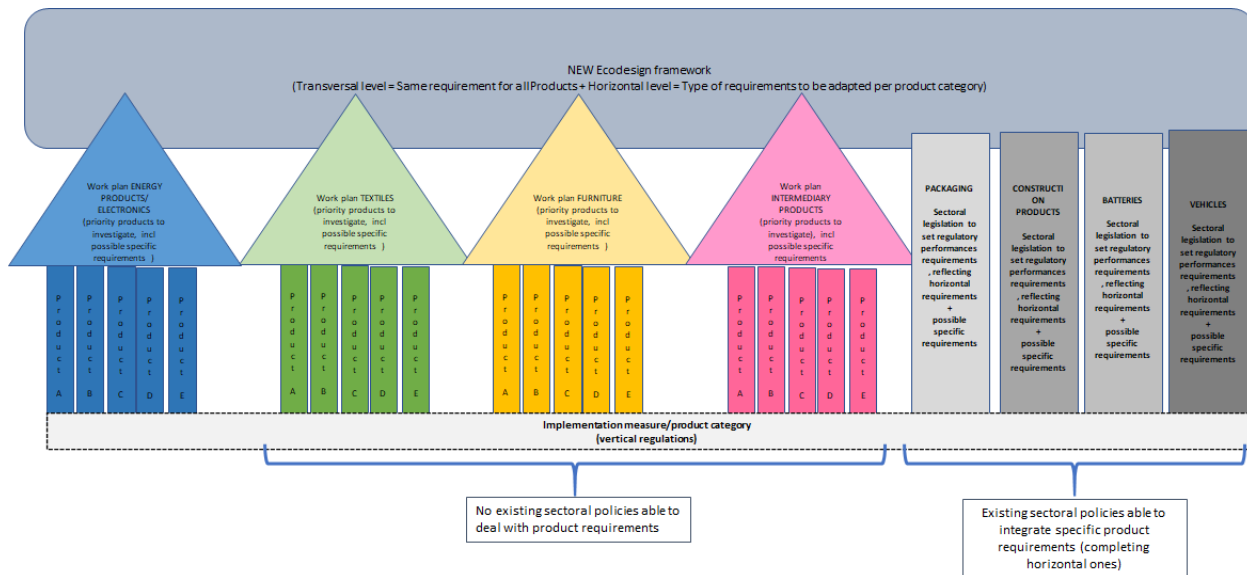 NEW Ecodesign framework
(Transversal level = Same requirement for all Products + Horizontal level = Type of requirements to be adapted per product category)
Work plan ENERGY
PRODUCTS/
ELECTRONICS
(priority products to
investigate, incl
possible specific
requirements )
Work plan TEXTILES
(priority products to
investigate, incl
possible specific
requirements )
Work plan FURNITURE
(priority products to
investigate, incl
possible specific
requirements )
Work plan
INTERMEDIARY
PRODUCTS
(priority products to
investigate), incl
possible specific
requirements
PACKAGING
Sectoral
legislation to
set regulatory
performances
requirements
, reflecting
horizontal
requirements
+
possible
specific
requirements
CONSTRUCTI
ON
PRODUCTS
Sectoral
legislation to
set regulatory
performances
requirements
, reflecting
horizontal
requirements
+
possible
specific
requirements
BATTERIES
Sectoral
legislation to
set regulatory
performances
requirements
, reflecting
horizontal
requirements
+
possible
specific
requirements
VEHICLES
Sectoral
legislation to
set regulatory
performances
requirements
, reflecting
horizontal
requirements
+
possible
specific
requirements
Product A
Product B
Product C
Product D
Product E
Product A
Product B
Product C
Product D
Product E
Product A
Product B
Product C
Product D
Product E
Product A
Product B
Product C
Product D
Product E
Implementation measure/product category
(vertical regulations)
No existing sectoral policies able to
deal with product requirements
Existing sectoral policies able to
integrate specific product
requirements (completing
horizontal ones)